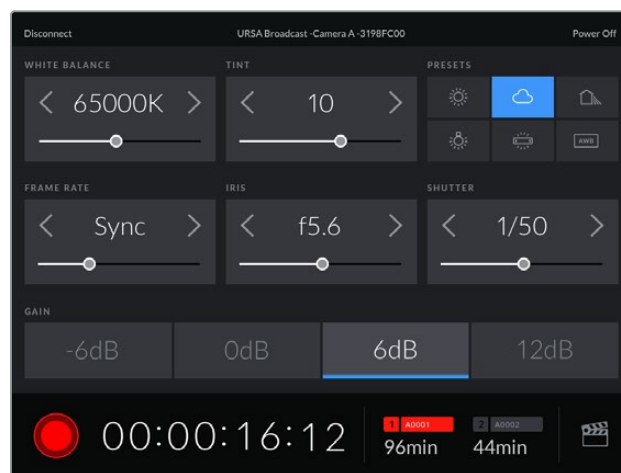 Disconnect URSA Broadcast -Camera A -3198FC00 Power Off
WHITE BALANCE TINT PRESETS
65000K 10
AWB
FRAME RATE IRIS SHUTTER
Sync f5.6 1/50
GAIN
-6dB 0dB 6dB 12dB
00:00:16:12 1 A0001 2 A0002
96min 44min